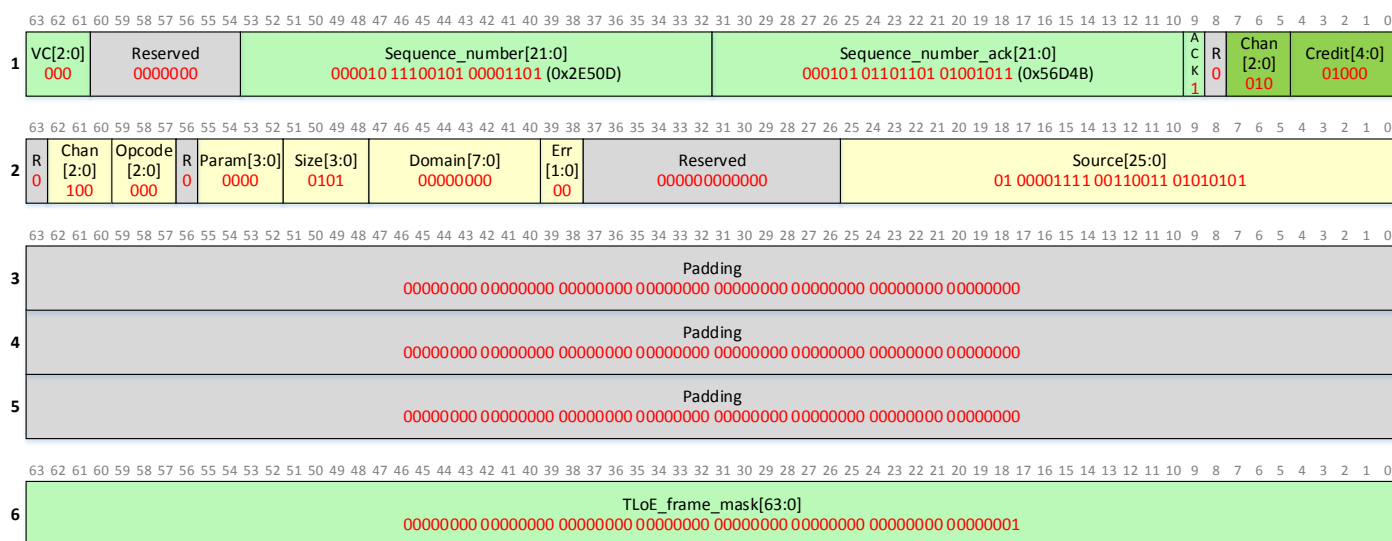 63 62 61 60 59 58 57 56 55 54 53 52 51 50 49 48 47 46 45 44 43 42 41 40 39 38 37 36 35 34 33 32 31 30 29 28 27 26 25 24 23 22 21 20 19 18 17 16 15 14 13 12 11 10 9 8 7 6 5 4 3 2 1 0
1
VC[2:0]
000
Reserved
0000000
Sequence_number[21:0]
000010 11100101 00001101 (0x2E50D)
Sequence_number_ack[21:0]
000101 01101101 01001011 (0x56D4B)
A
C
K
1
R
0
Chan
[2:0]
010
Credit[4:0]
01000
63 62 61 60 59 58 57 56 55 54 53 52 51 50 49 48 47 46 45 44 43 42 41 40 39 38 37 36 35 34 33 32 31 30 29 28 27 26 25 24 23 22 21 20 19 18 17 16 15 14 13 12 11 10 9 8 7 6 5 4 3 2 1 0
2
R
0
Chan
[2:0]
100
Opcode
[2:0]
000
R
0
Param[3:0]
0000
Size[3:0]
0101
Domain[7:0]
00000000
Err
[1:0]
00
Reserved
000000000000
Source[25:0]
01 00001111 00110011 01010101
63 62 61 60 59 58 57 56 55 54 53 52 51 50 49 48 47 46 45 44 43 42 41 40 39 38 37 36 35 34 33 32 31 30 29 28 27 26 25 24 23 22 21 20 19 18 17 16 15 14 13 12 11 10 9 8 7 6 5 4 3 2 1 0
3
Padding
00000000 00000000 00000000 00000000 00000000 00000000 00000000 00000000
4
Padding
00000000 00000000 00000000 00000000 00000000 00000000 00000000 00000000
5
Padding
00000000 00000000 00000000 00000000 00000000 00000000 00000000 00000000
63 62 61 60 59 58 57 56 55 54 53 52 51 50 49 48 47 46 45 44 43 42 41 40 39 38 37 36 35 34 33 32 31 30 29 28 27 26 25 24 23 22 21 20 19 18 17 16 15 14 13 12 11 10 9 8 7 6 5 4 3 2 1 0
6
TLoE_frame_mask[63:0]
00000000 00000000 00000000 00000000 00000000 00000000 00000000 00000001